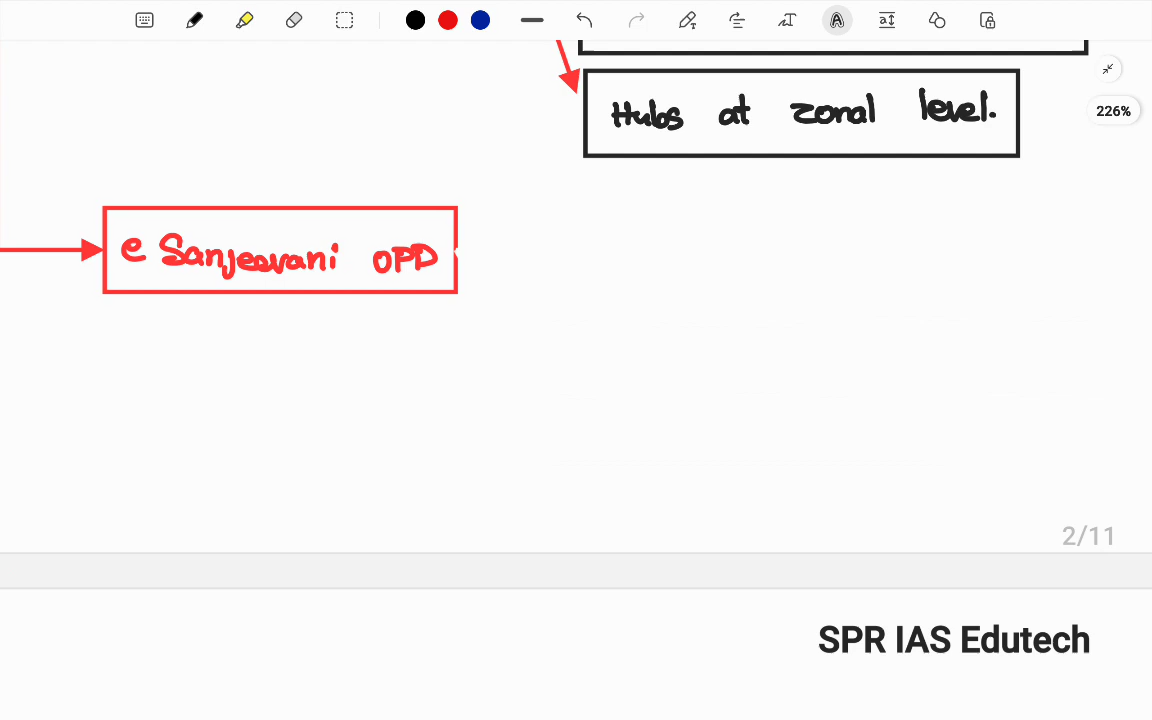 226%
Hubs at zonal level.
e Sanjeevani OPD
2/11
SPR IAS Edutech